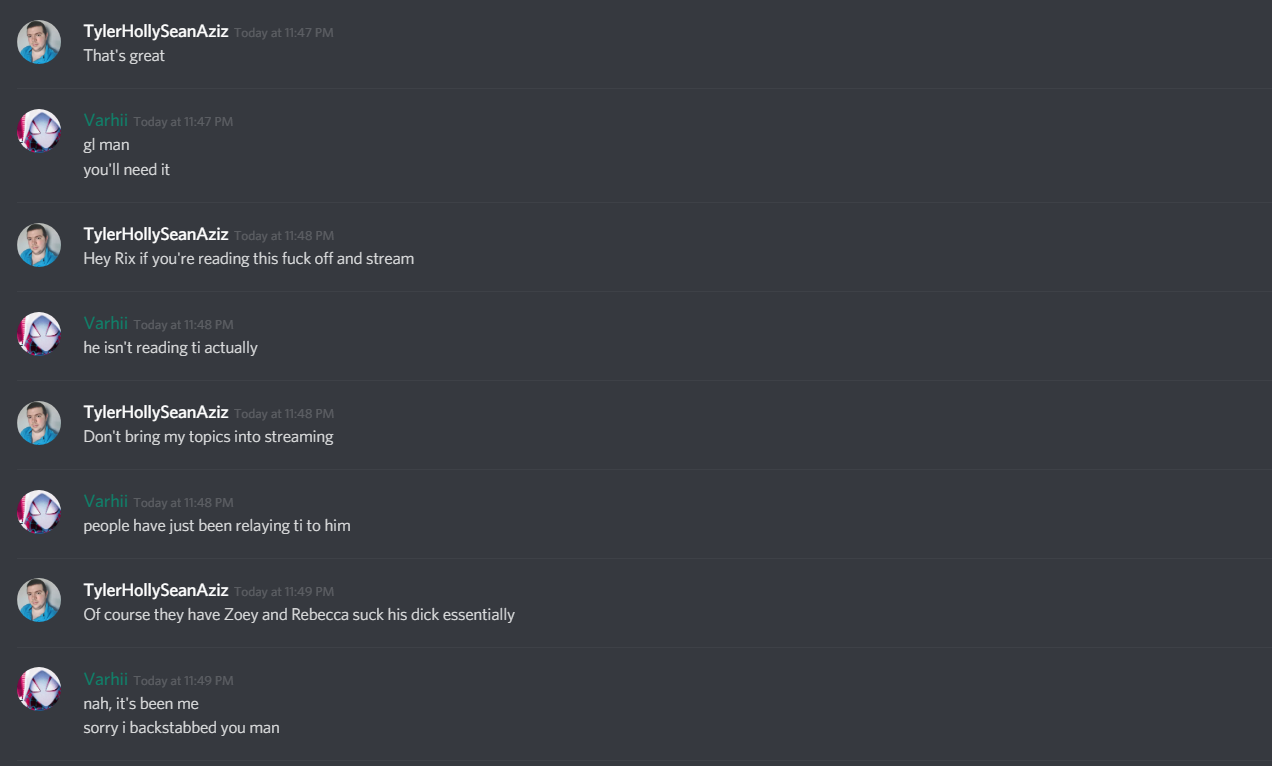 TylerHollySeanAziz Today at 11:47 PM
That's great
Varhii Today at 11:47 PM
gl man
you'll need it
TylerHollySeanAziz Today at 11:48 PM
Hey Rix if you're reading this fuck off and stream
Varhii Today at 11:48 PM
he isn't reading ti actually
TylerHollySeanAziz Today at 11:48 PM
Don't bring my topics into streaming
Varhii Today at 11:48 PM
people have just been relaying ti to him
TylerHollySeanAziz Today at 11:49 PM
Of course they have Zoey and Rebecca suck his dick essentially
Varhii Today at 11:49 PM
nah, it's been me
sorry i backstabbed you man